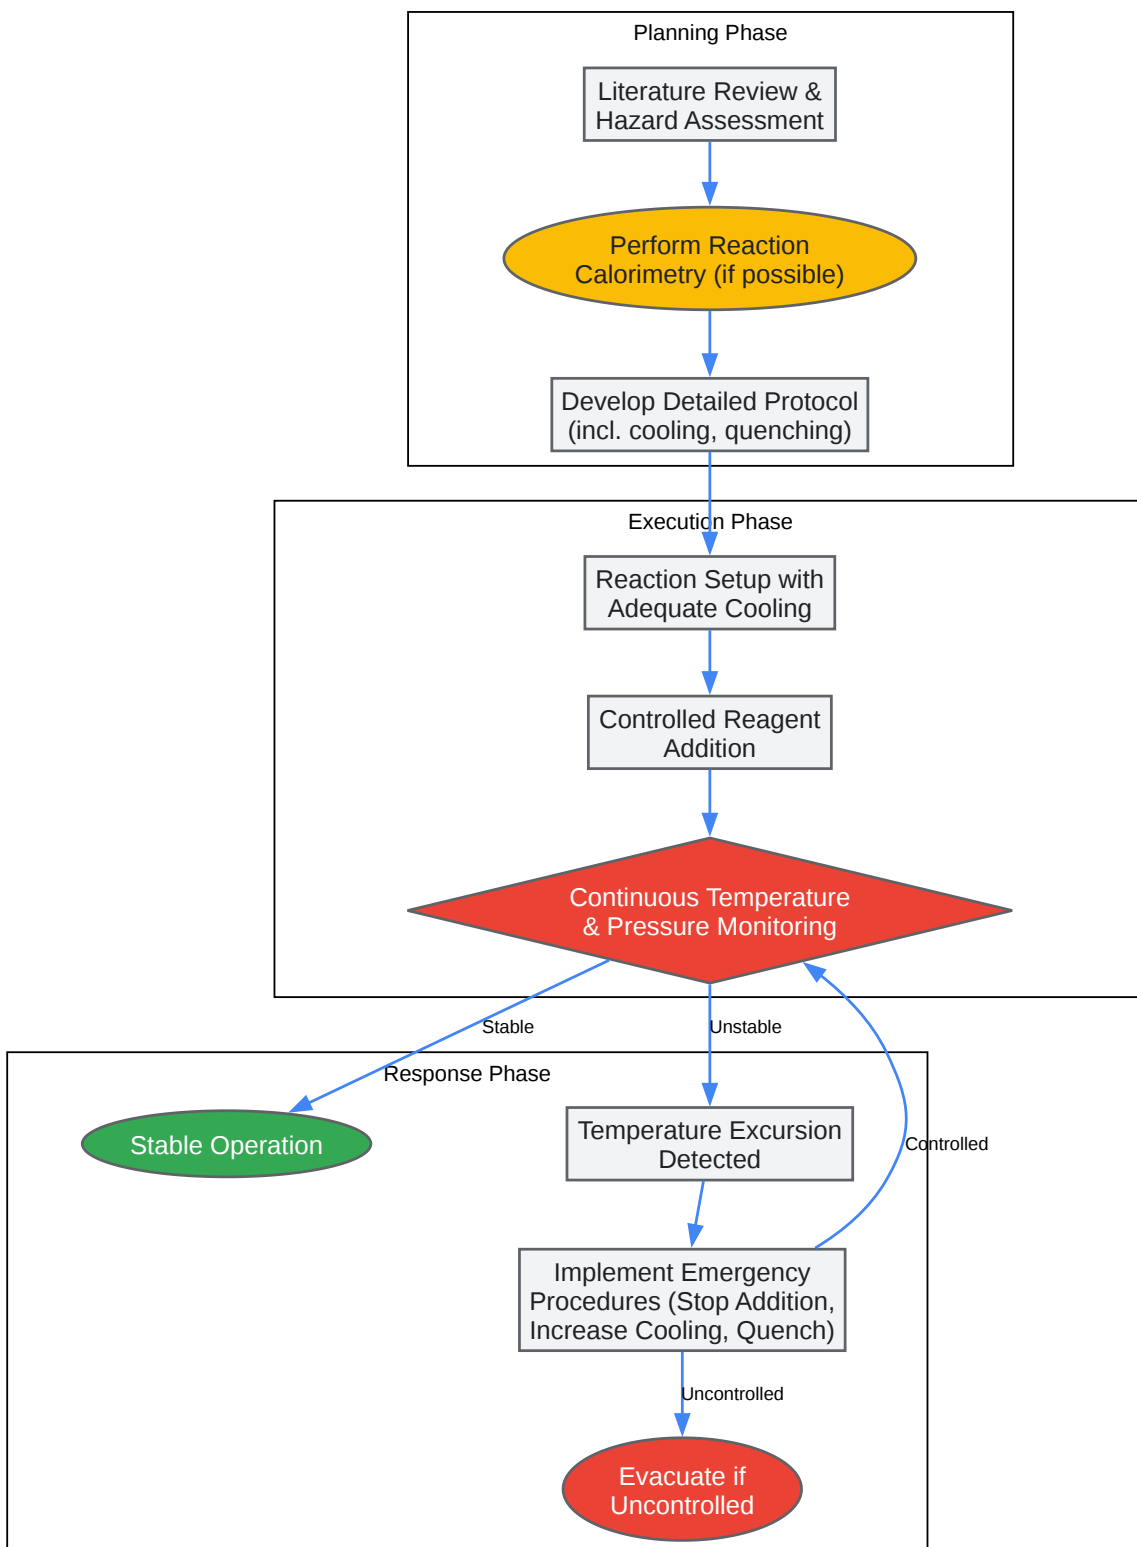 Planning Phase
Literature Review &
Hazard Assessment
Perform Reaction
Calorimetry (if possible)
Develop Detailed Protocol
(incl. cooling, quenching)
Execution Phase
Reaction Setup with
Adequate Cooling
Controlled Reagent
Addition
Continuous Temperature
& Pressure Monitoring
Stable
Unstable
Response Phase
Stable Operation
Temperature Excursion
Detected
Controlled
Implement Emergency
Procedures (Stop Addition,
Increase Cooling, Quench)
Uncontrolled
Evacuate if
Uncontrolled